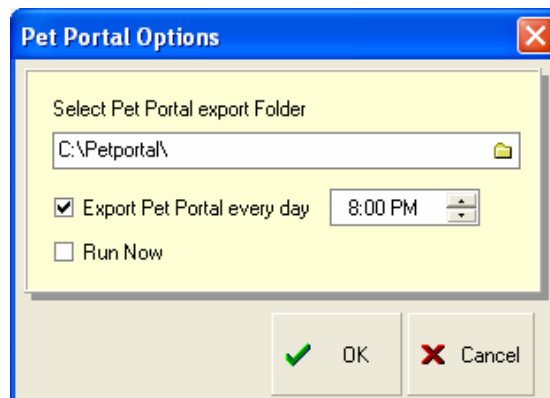 Pet Portal Options
Select Pet Portal export Folder
C:\Petportal\
Export Pet Portal every day 8:00 PM
Run Now
OK Cancel